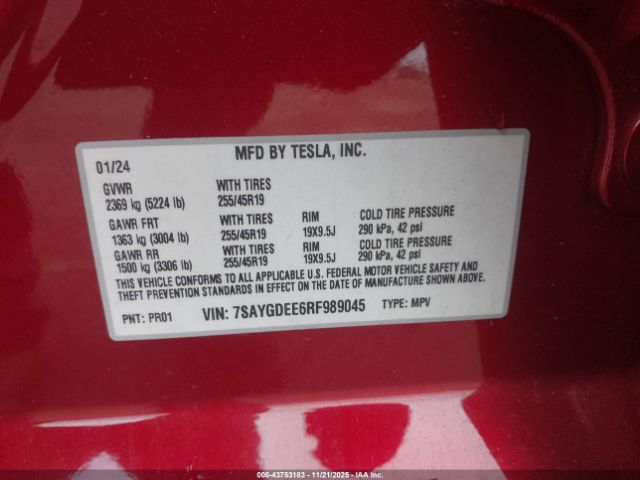 01/24 MFD BY TESLA, INC.
GVWR WITH TIRES
2369 kg (5224 lb) 255/45R19
GAWR FRT WITH TIRES RIM COLD TIRE PRESSURE
1363 kg (3004 lb) 255/45R19 19X9.5J 290 kPa, 42 psi
GAWR RR WITH TIRES RIM COLD TIRE PRESSURE
1500 kg (3306 lb) 255/45R19 19X9.5J 290 kPa, 42 psi
THIS VEHICLE CONFORMS TO ALL APPLICABLE U.S. FEDERAL MOTOR VEHICLE SAFETY AND
THEFT PREVENTION STANDARDS IN EFFECT ON THE DATE OF MANUFACTURE SHOWN ABOVE.
PNT: PR01 VIN: 7SAYGDEE6RF989045 TYPE: MPV
000-43753183 - 11/21/2025 - IAA, Inc.